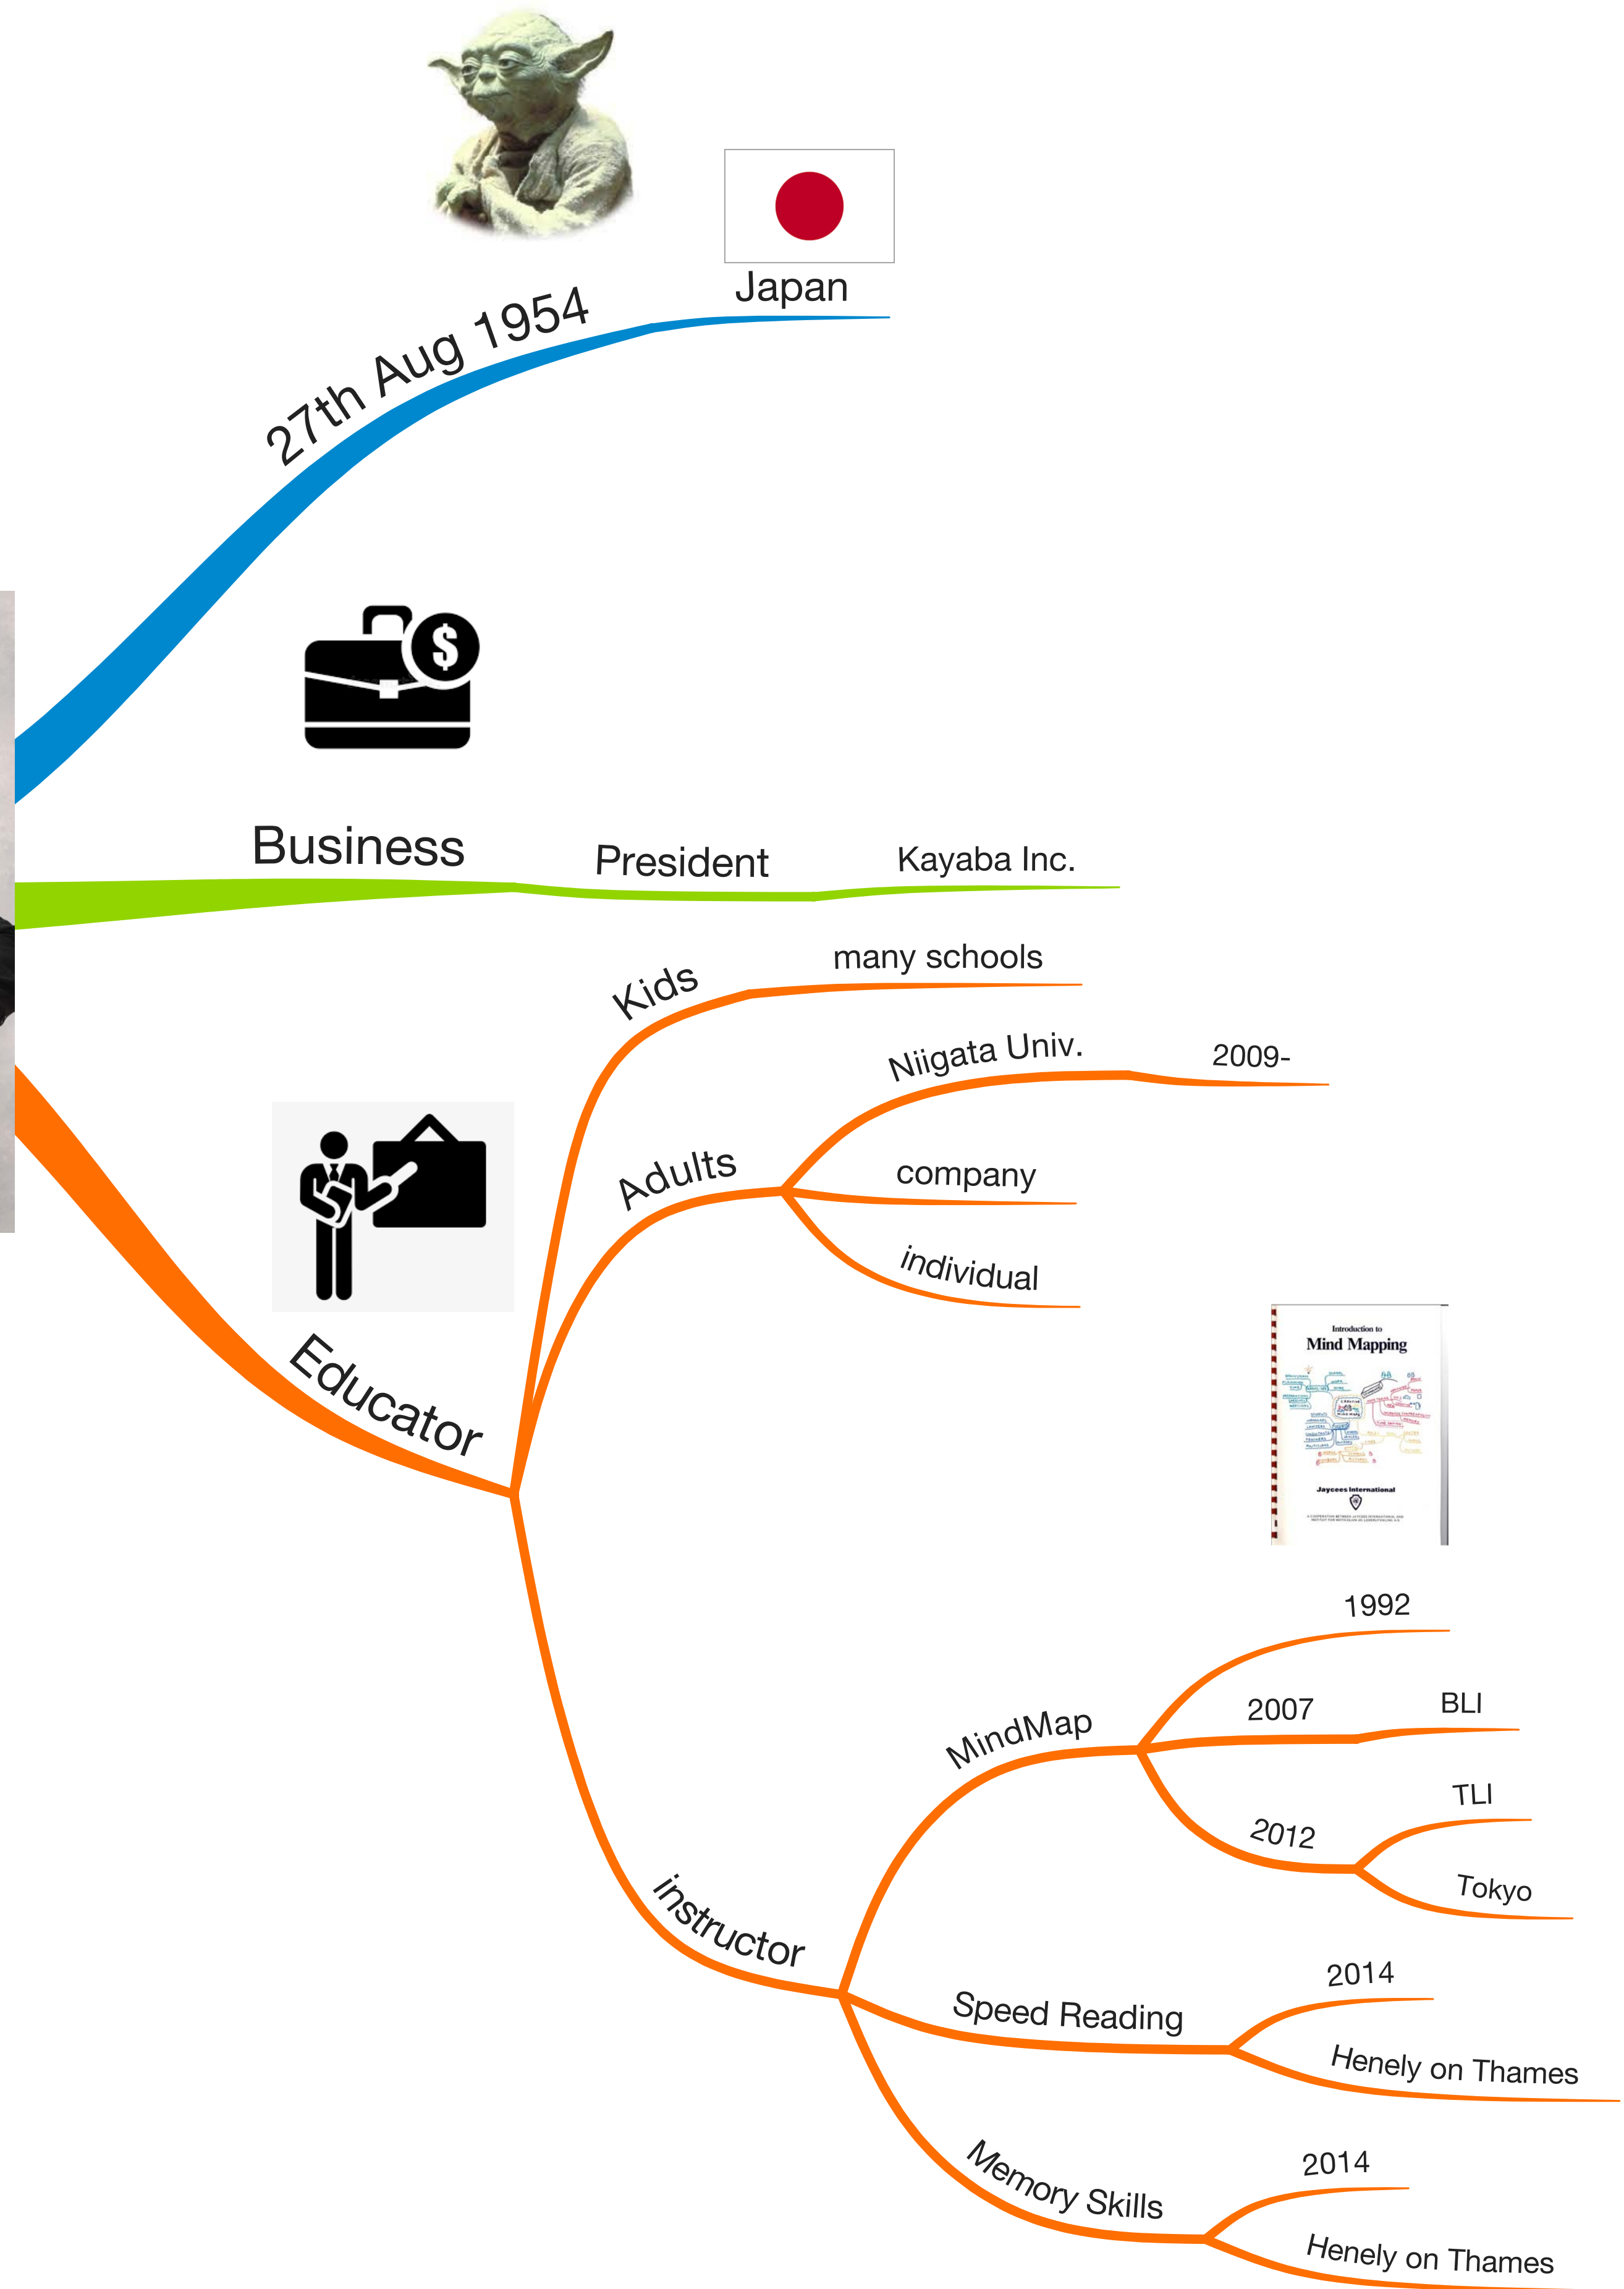 27th Aug 1954
Japan
$
Business
President
Kayaba Inc.
Educator
Kids
many schools
Adults
Niigata Univ.
2009-
company
individual
Introduction to
Mind Mapping
Jaycees International
instructor
MindMap
1992
2007
BLI
2012
TLI
Tokyo
Speed Reading
2014
Henely on Thames
Memory Skills
2014
Henely on Thames